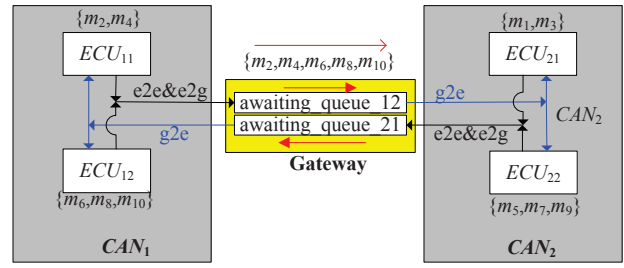 {m₂,m₄}
ECU₁₁
e2e&e2g
g2e
ECU₁₂
{m₆,m₈,m₁₀}
CAN₁
{m₂,m₄,m₆,m₈,m₁₀}
awaiting_queue_12
awaiting_queue_21
Gateway
{m₁,m₃}
ECU₂₁
g2e
CAN₂
e2e&e2g
ECU₂₂
{m₅,m₇,m₉}
CAN₂